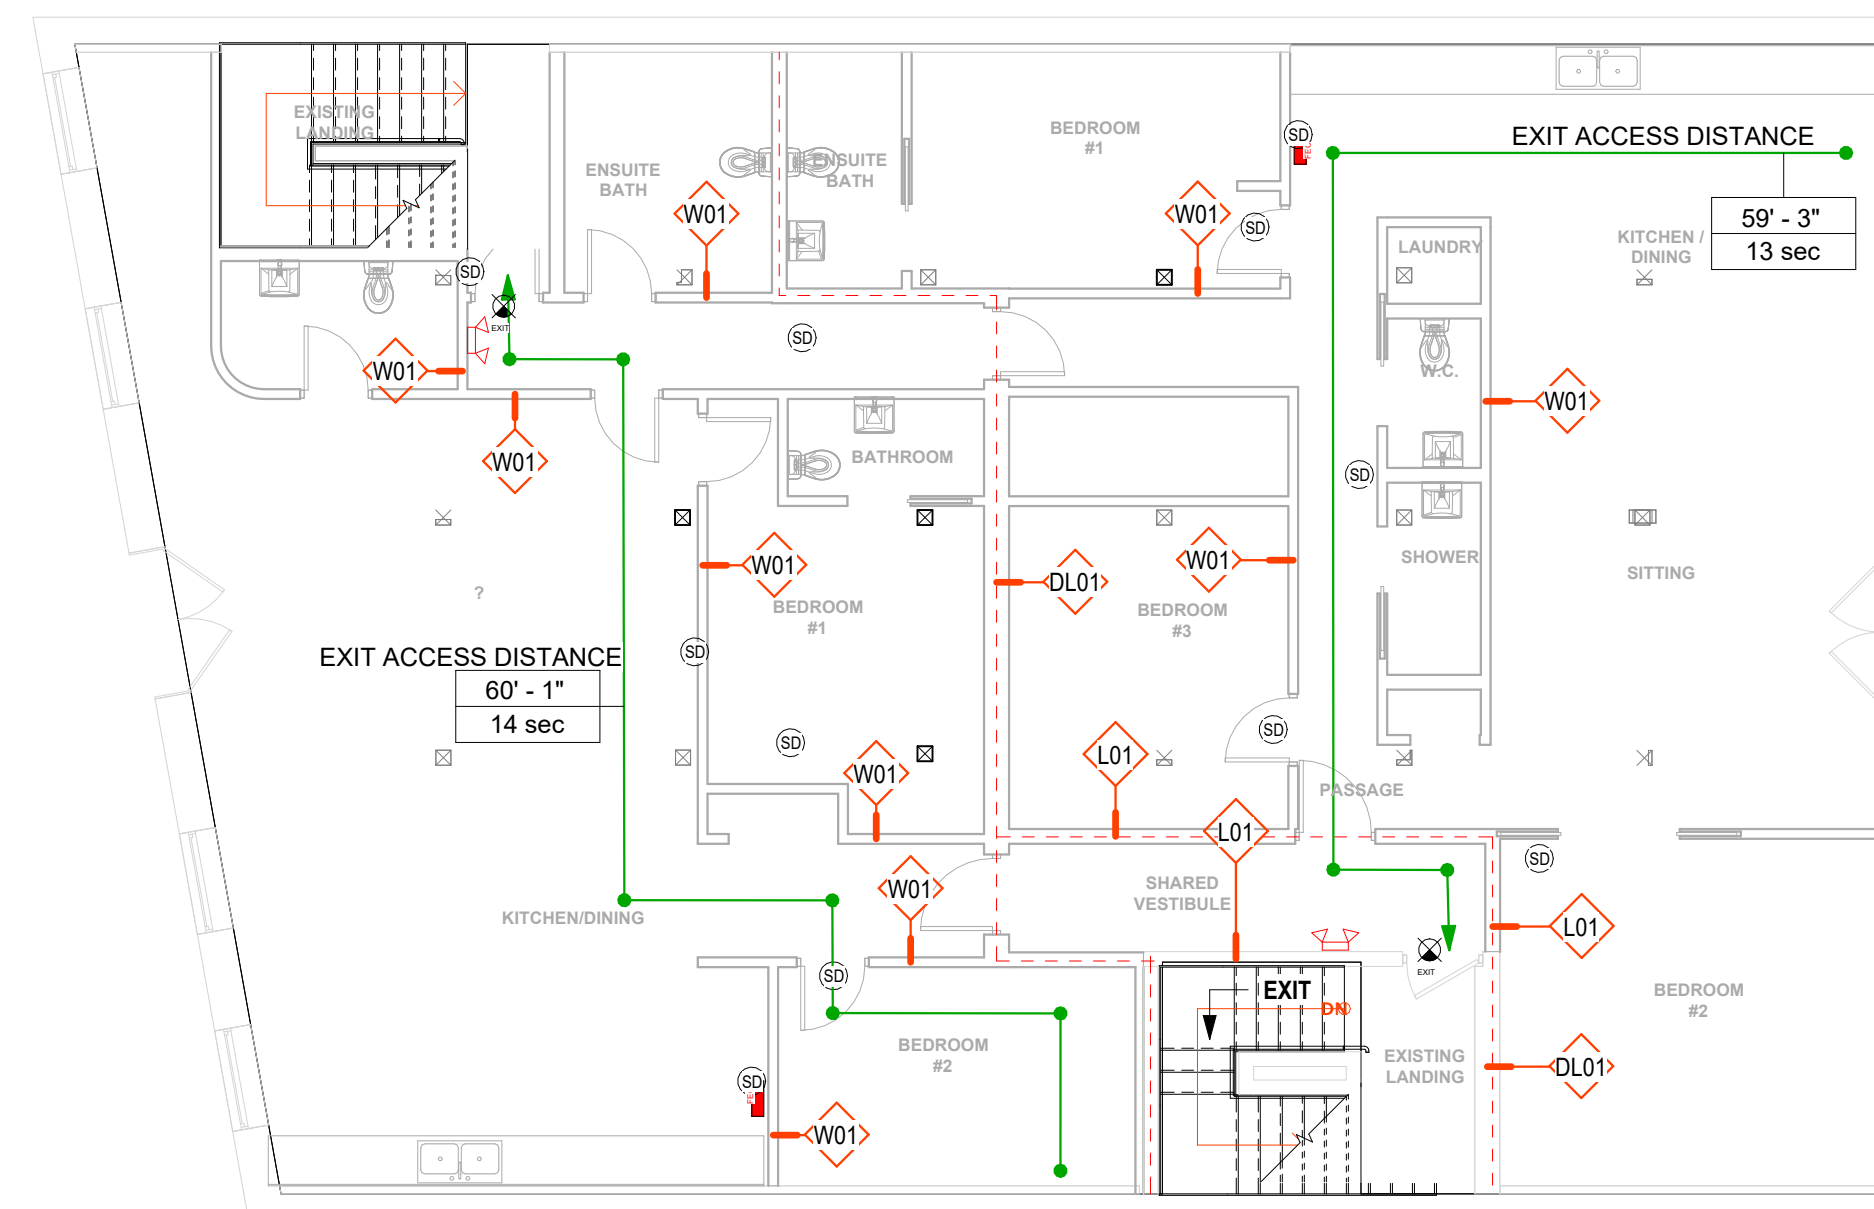 EXISTING
LANDING
ENSUITE
BATH
ENSUITE
BATH
BEDROOM
#1
SD
FEC
EXIT ACCESS DISTANCE
59' - 3"
13 sec
KITCHEN /
DINING
LAUNDRY
W01
W01
SD
SD
EXIT
SD
W01
W.C.
W01
W01
BATHROOM
SD
SHOWER
SITTING
W01
DL01
W01
BEDROOM
#1
BEDROOM
#3
?
SD
EXIT ACCESS DISTANCE
60' - 1"
14 sec
SD
SD
L01
W01
PASSAGE
L01
SD
W01
SHARED
VESTIBULE
KITCHEN/DINING
L01
EXIT
SD
EXIT
DN
BEDROOM
#2
BEDROOM
#2
EXISTING
LANDING
DL01
SD
W01